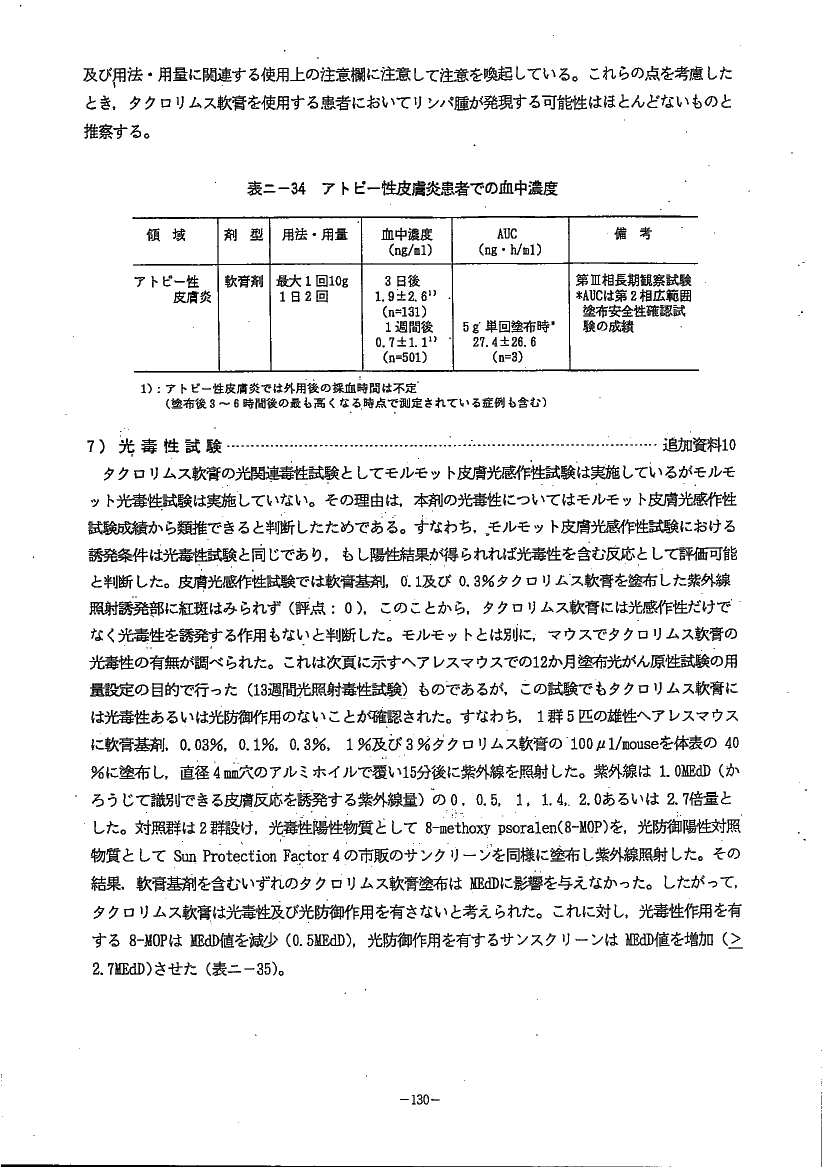 及び用法・用量に関連する使用上の注意欄に注意して注意を喚起している。これらの点を考慮した
とき，タクロリムス軟膏を使用する患者においてリンパ腫が発現する可能性はほとんどないものと
推察する。
表ニ－34　アトピー性皮膚炎患者での血中濃度
領　域　剤　型　用法・用量　血中濃度　AUC　備　考
(ng/ml)　(ng・h/ml)
アトピー性　軟膏剤　最大１回10g　３日後　第Ⅲ相長期観察試験
皮膚炎　１日２回　1.9±2.6¹⁾　*AUCは第２相広範囲
(n=131)　塗布安全性確認試
１週間後　５g 単回塗布時*　験の成績
0.7±1.1¹⁾　27.4±26.6
(n=501)　(n=3)
1)：アトピー性皮膚炎では外用後の採血時間は不定
(塗布後３～６時間後の最も高くなる時点で測定されている症例も含む)
7) 光毒性試験 …………………………………………………… 追加資料10
タクロリムス軟膏の光関連毒性試験としてモルモット皮膚光感作性試験は実施しているがモルモ
ット光毒性試験は実施していない。その理由は，本剤の光毒性についてはモルモット皮膚光感作性
試験成績から類推できると判断したためである。すなわち，モルモット皮膚光感作性試験における
誘発条件は光毒性試験と同じであり，もし陽性結果が得られれば光毒性を含む反応として評価可能
と判断した。皮膚光感作性試験では軟膏基剤，0.1及び 0.3%タクロリムス軟膏を塗布した紫外線
照射誘発部に紅斑はみられず（評点：０），このことから，タクロリムス軟膏には光感作性だけで
なく光毒性を誘発する作用もないと判断した。モルモットとは別に，マウスでタクロリムス軟膏の
光毒性の有無が調べられた。これは次頁に示すヘアレスマウスでの12か月塗布光がん原性試験の用
量設定の目的で行った（13週間光照射毒性試験）ものであるが，この試験でもタクロリムス軟膏に
は光毒性あるいは光防御作用のないことが確認された。すなわち，１群５匹の雄性ヘアレスマウス
に軟膏基剤，0.03%，0.1%，0.3%，１%及び３%タクロリムス軟膏の 100μl/mouseを体表の 40
%に塗布し，直径４mm穴のアルミホイルで覆い15分後に紫外線を照射した。紫外線は 1.0MEdD（か
ろうじて識別できる皮膚反応を誘発する紫外線量）の０，0.5，1，1.4，2.0あるいは 2.7倍量と
した。対照群は２群設け，光毒性陽性物質として 8-methoxy psoralen(8-MOP)を，光防御陽性対照
物質として Sun Protection Factor 4 の市販のサンクリーンを同様に塗布し紫外線照射した。その
結果，軟膏基剤を含むいずれのタクロリムス軟膏塗布は MEdDに影響を与えなかった。したがって，
タクロリムス軟膏は光毒性及び光防御作用を有さないと考えられた。これに対し，光毒性作用を有
する 8-MOPは MEdD値を減少 (0.5MEdD)，光防御作用を有するサンスクリーンは MEdD値を増加 (≧
2.7MEdD)させた（表ニ－35）。
－130－